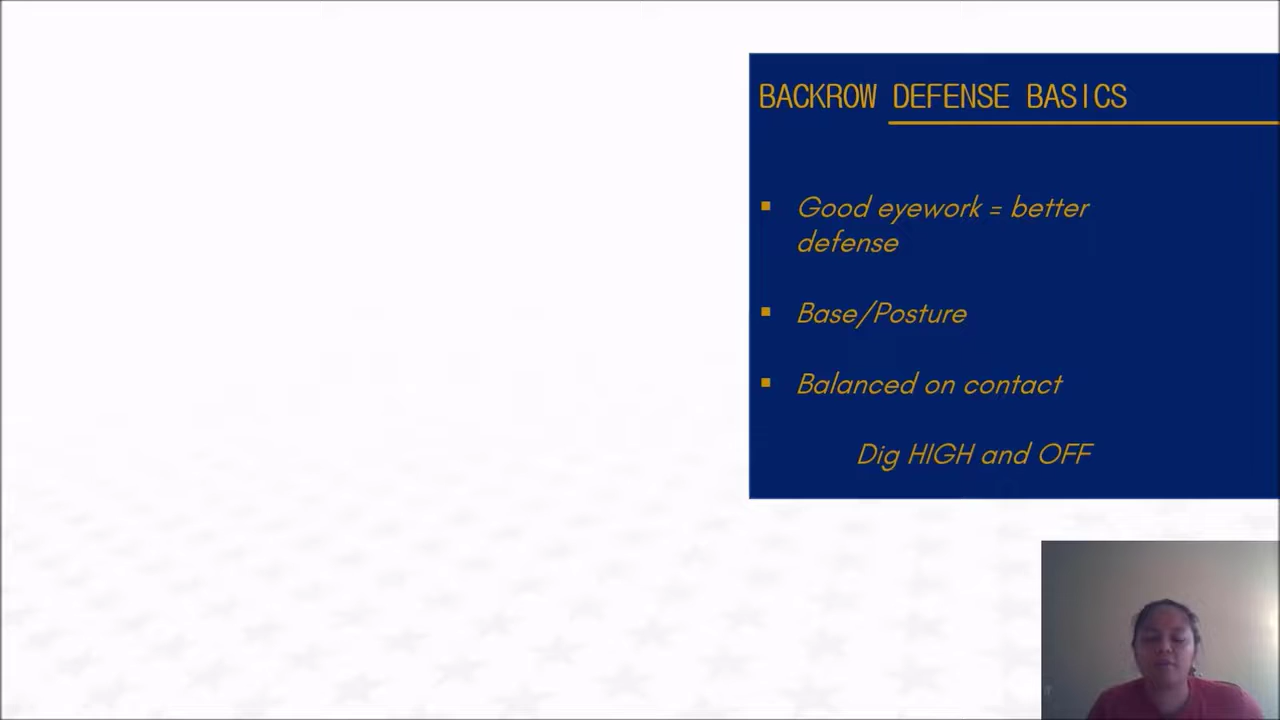 BACKROW DEFENSE BASICS
▪ Good eyework = better
defense
▪ Base/Posture
▪ Balanced on contact
Dig HIGH and OFF